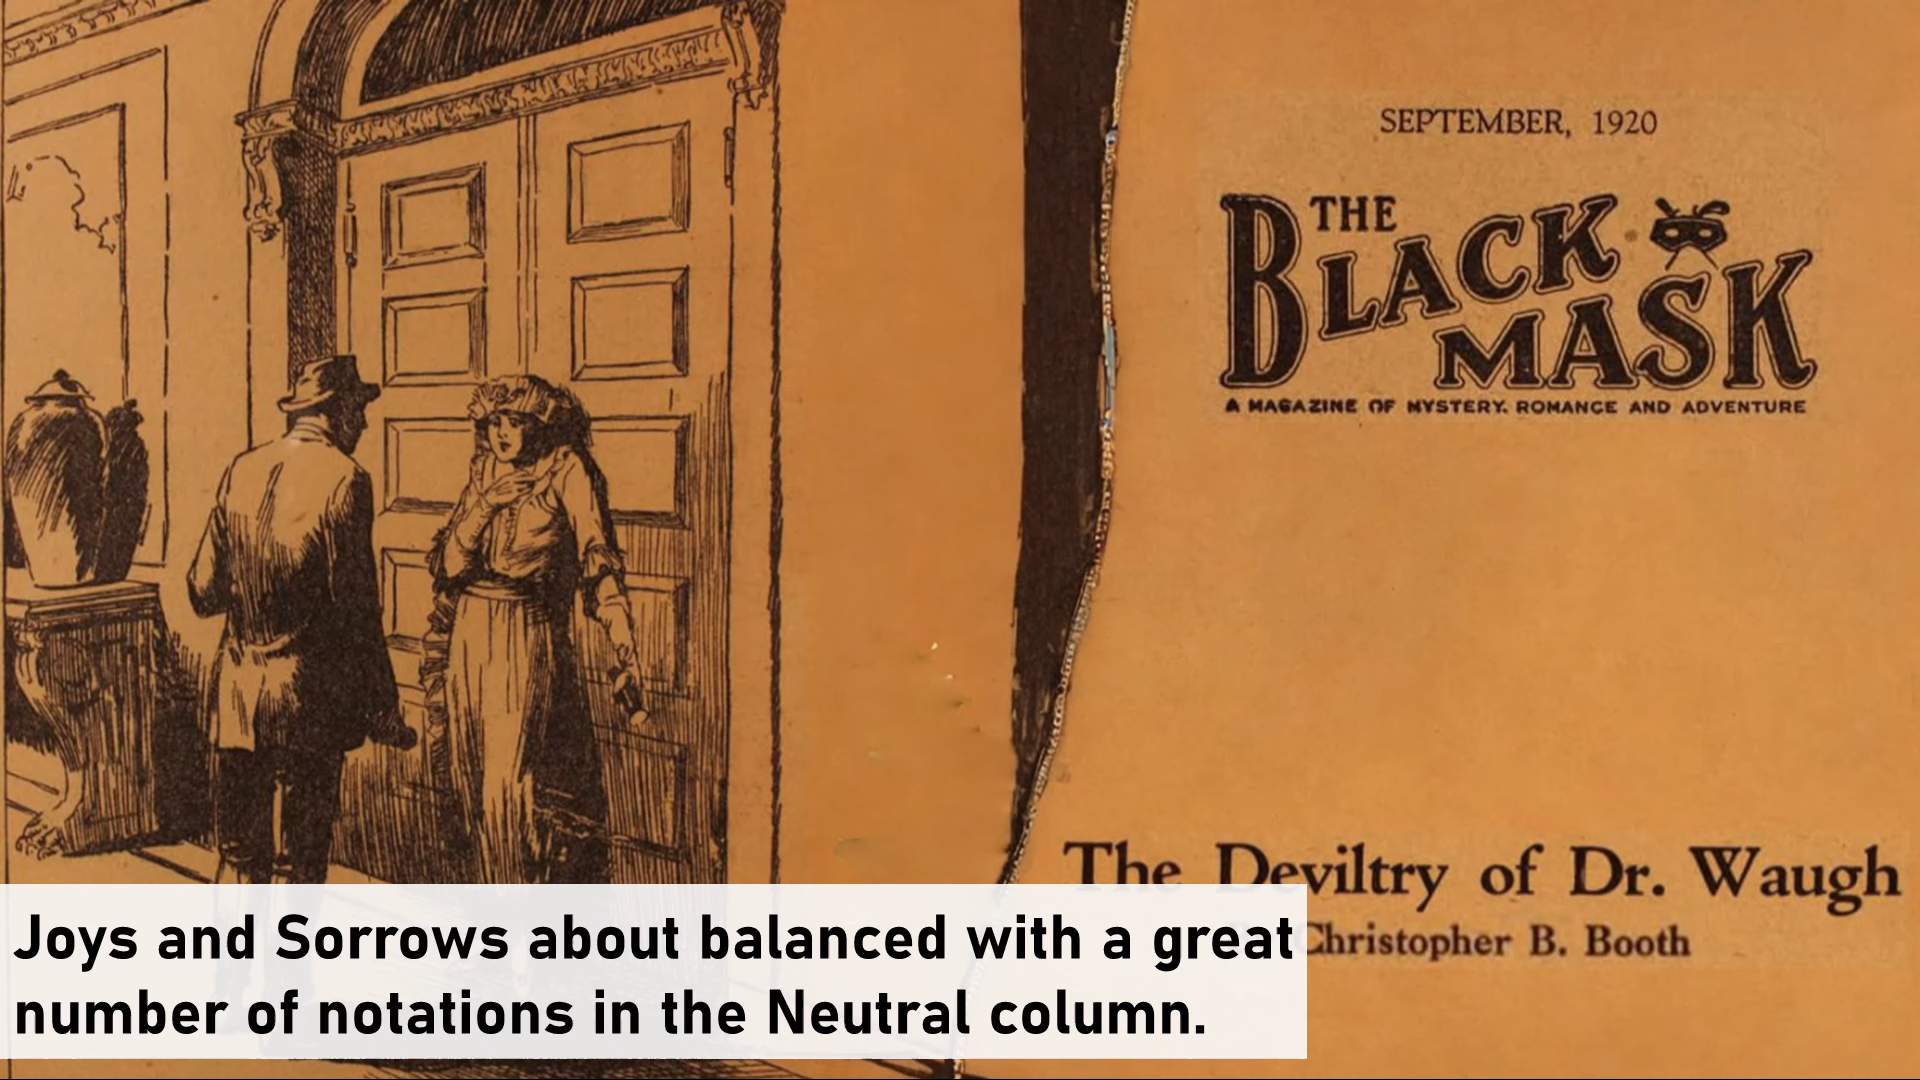 SEPTEMBER, 1920
THE
BLACK
MASK
A MAGAZINE OF MYSTERY, ROMANCE AND ADVENTURE
The Deviltry of Dr. Waugh
Christopher B. Booth
Joys and Sorrows about balanced with a great
number of notations in the Neutral column.